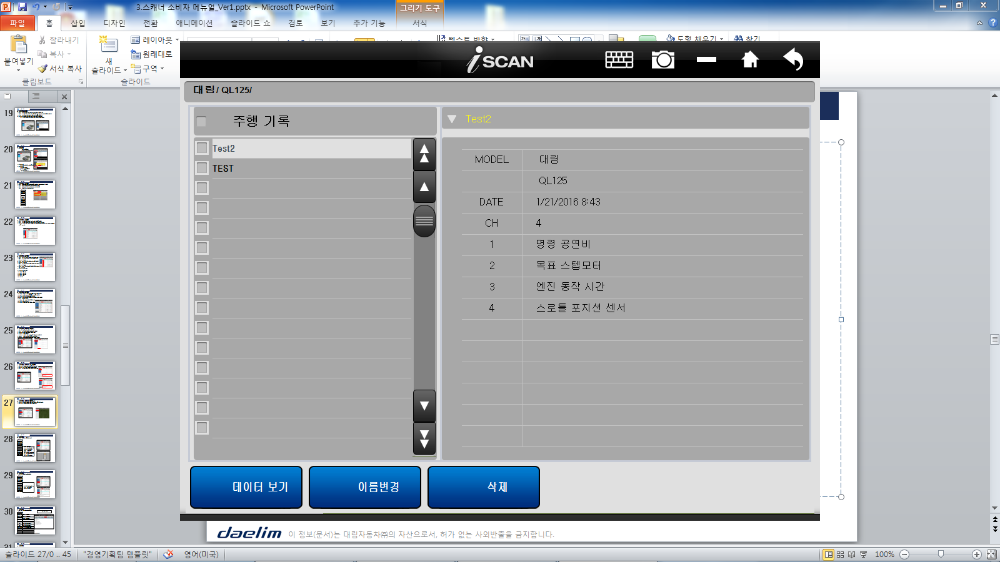 3.스캐너 소비자 메뉴얼_Ver1.pptx - Microsoft PowerPoint
그리기 도구
파일 홈 삽입 디자인 전환 애니메이션 슬라이드 쇼 검토 보기 추가 기능 서식
잘라내기
복사
서식 복사
붙여넣기
클립보드
새
슬라이드
레이아웃
원래대로
구역
슬라이드
텍스트 방향
도형 채우기
찾기
iSCAN
대림/ QL125/
주행 기록
Test2
TEST
Test2
MODEL 대림
QL125
DATE 1/21/2016 8:43
CH 4
1 명령 공연비
2 목표 스텝모터
3 엔진 동작 시간
4 스로틀 포지션 센서
데이터 보기
이름변경
삭제
19
20
21
22
23
24
25
26
27
28
29
30
31
daelim 이 정보(문서)는 대림자동차㈜의 자산으로서, 허가 없는 사외반출을 금지합니다.
슬라이드 27/0 .. 45 "경영기획팀 템플릿" 영어(미국) 100%